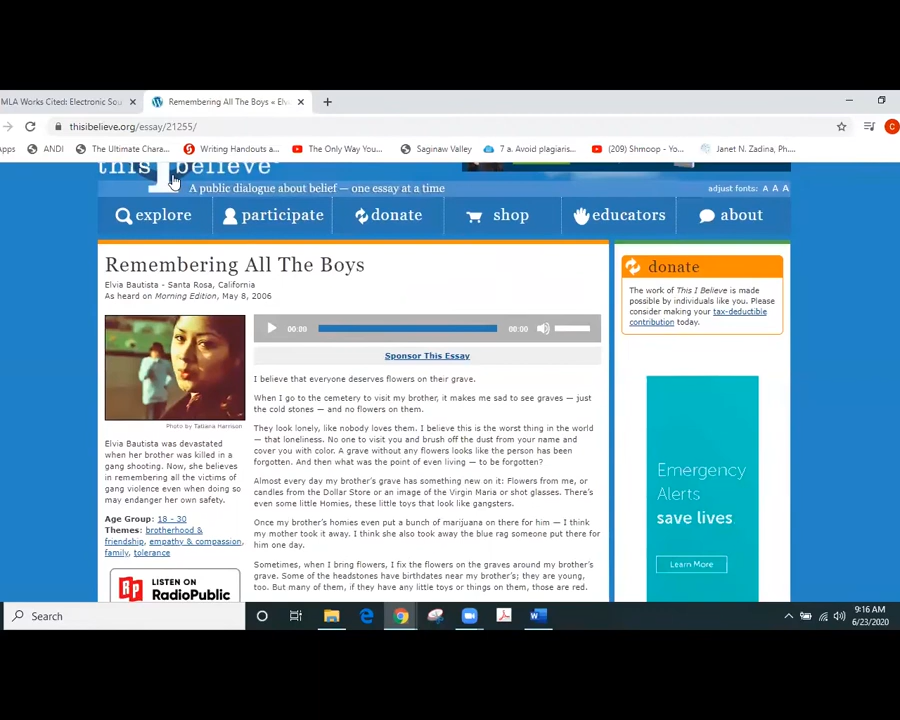 MLA Works Cited: Electronic Sou
Remembering All The Boys « Elv
thisibelieve.org/essay/21255/
Apps ANDI The Ultimate Chara... Writing Handouts a... The Only Way You... Saginaw Valley 7 a. Avoid plagiaris... (209) Shmoop - Yo... Janet N. Zadina, Ph....
this I believe
A public dialogue about belief — one essay at a time
adjust fonts: A A A
explore participate donate shop educators about
Remembering All The Boys
Elvia Bautista - Santa Rosa, California
As heard on Morning Edition, May 8, 2006
00:00 00:00
Sponsor This Essay
Photo by Tatiana Harrison
Elvia Bautista was devastated
when her brother was killed in a
gang shooting. Now, she believes
in remembering all the victims of
gang violence even when doing so
may endanger her own safety.
Age Group: 18 - 30
Themes: brotherhood &
friendship, empathy & compassion,
family, tolerance
LISTEN ON
RadioPublic
I believe that everyone deserves flowers on their grave.
When I go to the cemetery to visit my brother, it makes me sad to see graves — just
the cold stones — and no flowers on them.
They look lonely, like nobody loves them. I believe this is the worst thing in the world
— that loneliness. No one to visit you and brush off the dust from your name and
cover you with color. A grave without any flowers looks like the person has been
forgotten. And then what was the point of even living — to be forgotten?
Almost every day my brother's grave has something new on it: Flowers from me, or
candles from the Dollar Store or an image of the Virgin Maria or shot glasses. There's
even some little Homies, these little toys that look like gangsters.
Once my brother's homies even put a bunch of marijuana on there for him — I think
my mother took it away. I think she also took away the blue rag someone put there for
him one day.
Sometimes, when I bring flowers, I fix the flowers on the graves around my brother's
grave. Some of the headstones have birthdates near my brother's; they are young,
too. But many of them, if they have any little toys or things on them, those are red.
donate
The work of This I Believe is made
possible by individuals like you. Please
consider making your tax-deductible
contribution today.
Emergency
Alerts
save lives
Learn More
Search
9:16 AM
6/23/2020